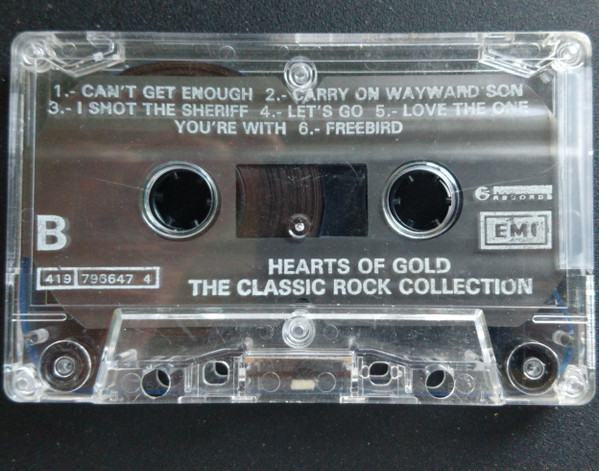 1.- CAN'T GET ENOUGH 2.- CARRY ON WAYWARD SON
3.- I SHOT THE SHERIFF 4.- LET'S GO 5.- LOVE THE ONE
YOU'RE WITH 6.- FREEBIRD
B
RECORDS
EMI
419 796647 4
HEARTS OF GOLD
THE CLASSIC ROCK COLLECTION